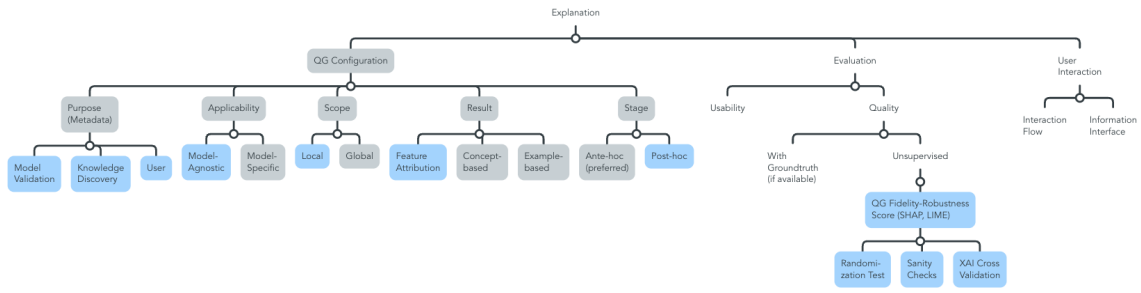 Explanation
QG Configuration
Evaluation
User
Interaction
Purpose
(Metadata)
Applicability
Scope
Result
Stage
Usability
Quality
Interaction
Flow
Information
Interface
Model
Validation
Knowledge
Discovery
User
Model-
Agnostic
Model-
Specific
Local
Global
Feature
Attribution
Concept-
based
Example-
based
Ante-hoc
(preferred)
Post-hoc
With
Groundtruth
(if available)
Unsupervised
QG Fidelity-Robustness
Score (SHAP, LIME)
Randomi-
zation Test
Sanity
Checks
XAI Cross
Validation